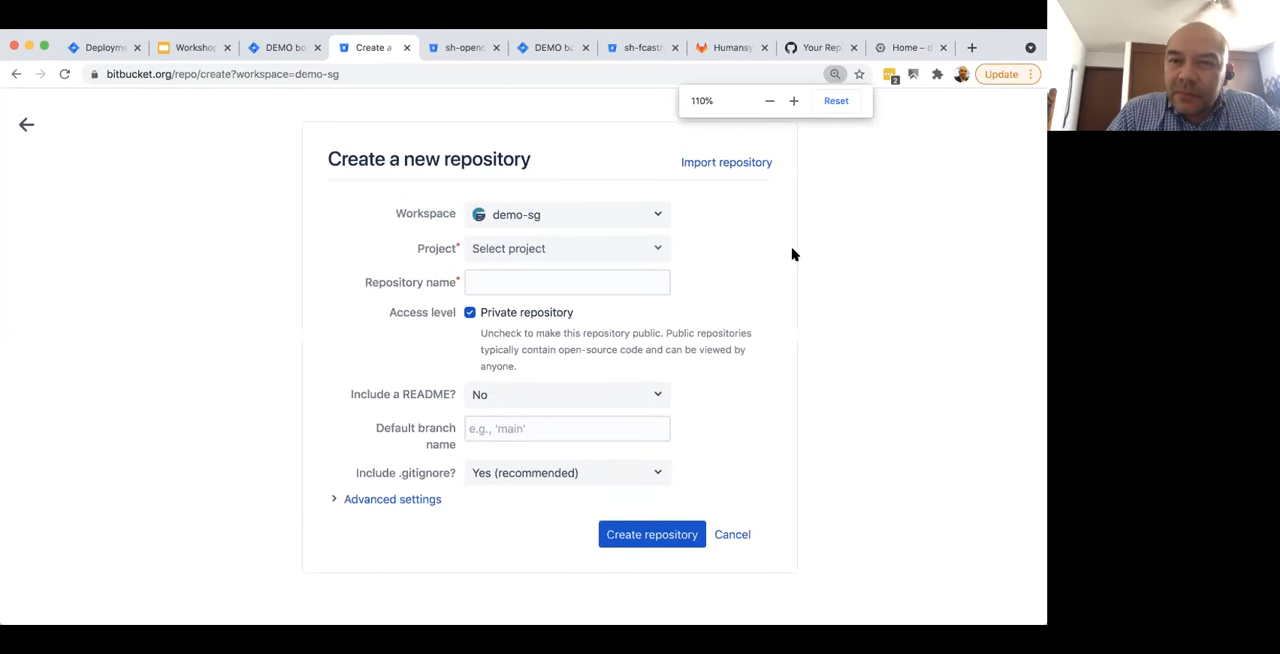 Deployme
Workshop
DEMO bo
Create a
sh-openc
DEMO bo
sh-fcastri
Humansy
Your Rep
Home – d
bitbucket.org/repo/create?workspace=demo-sg
2
Update
110%
Reset
Create a new repository
Import repository
Workspace
demo-sg
Project*
Select project
Repository name*
Access level
Private repository
Uncheck to make this repository public. Public repositories
typically contain open-source code and can be viewed by
anyone.
Include a README?
No
Default branch
name
e.g., 'main'
Include .gitignore?
Yes (recommended)
Advanced settings
Create repository
Cancel